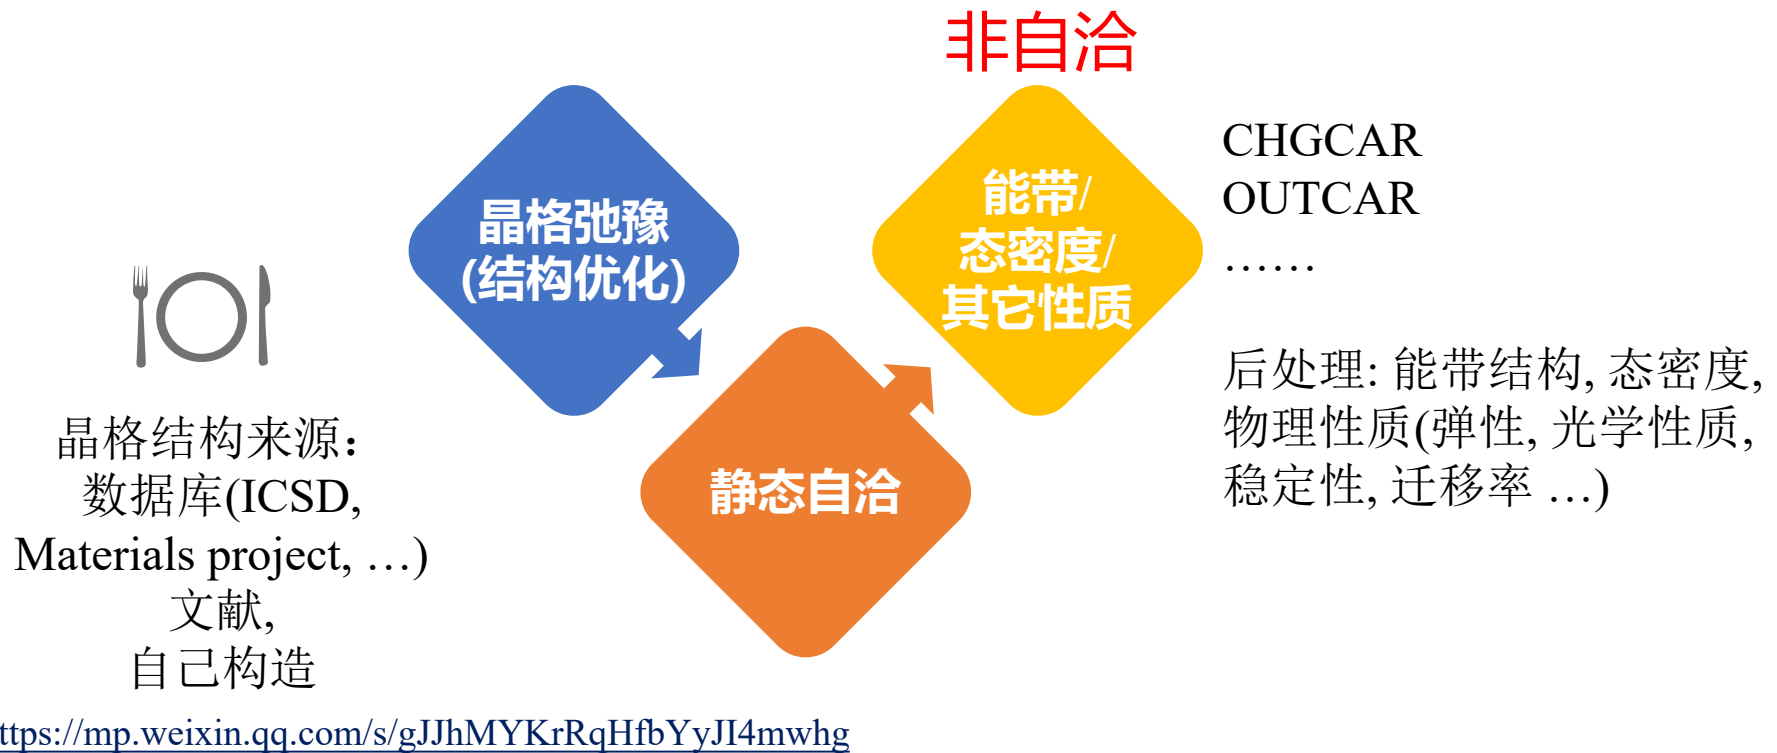 非自洽
晶格弛豫
(结构优化)
静态自洽
能带/
态密度/
其它性质
CHGCAR
OUTCAR
……
后处理: 能带结构, 态密度,
物理性质(弹性, 光学性质,
稳定性, 迁移率 …)
晶格结构来源：
数据库(ICSD,
Materials project, …)
文献,
自己构造
ttps://mp.weixin.qq.com/s/gJJhMYKrRqHfbYyJI4mwhg